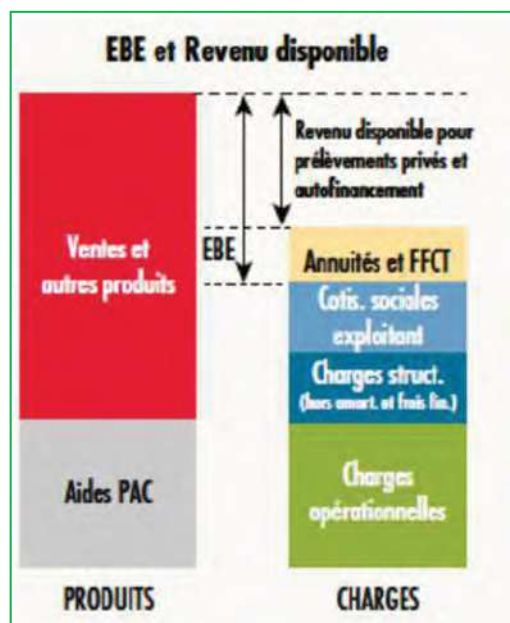 EBE et Revenu disponible
Revenu disponible pour
prélèvements privés et
autofinancement
Ventes et
autres produits
EBE
Annuités et FFCT
Cotis. sociales
exploitant
Charges struct.
(hors amort. et frais fin.)
Aides PAC
Charges
opérationnelles
PRODUITS
CHARGES